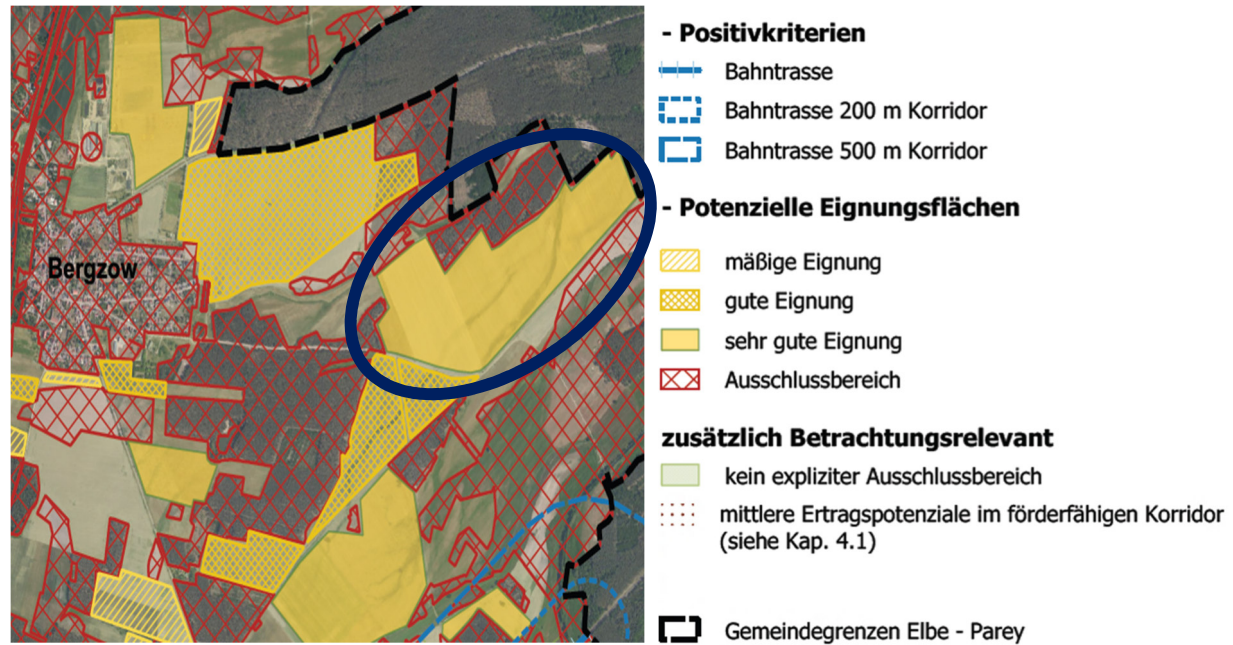 Bergzow
- Positivkriterien
Bahntrasse
Bahntrasse 200 m Korridor
Bahntrasse 500 m Korridor
- Potenzielle Eignungsflächen
mäßige Eignung
gute Eignung
sehr gute Eignung
Ausschlussbereich
zusätzlich Betrachtungsrelevant
kein expliziter Ausschlussbereich
mittlere Ertragspotenziale im förderfähigen Korridor
(siehe Kap. 4.1)
Gemeindegrenzen Elbe - Parey